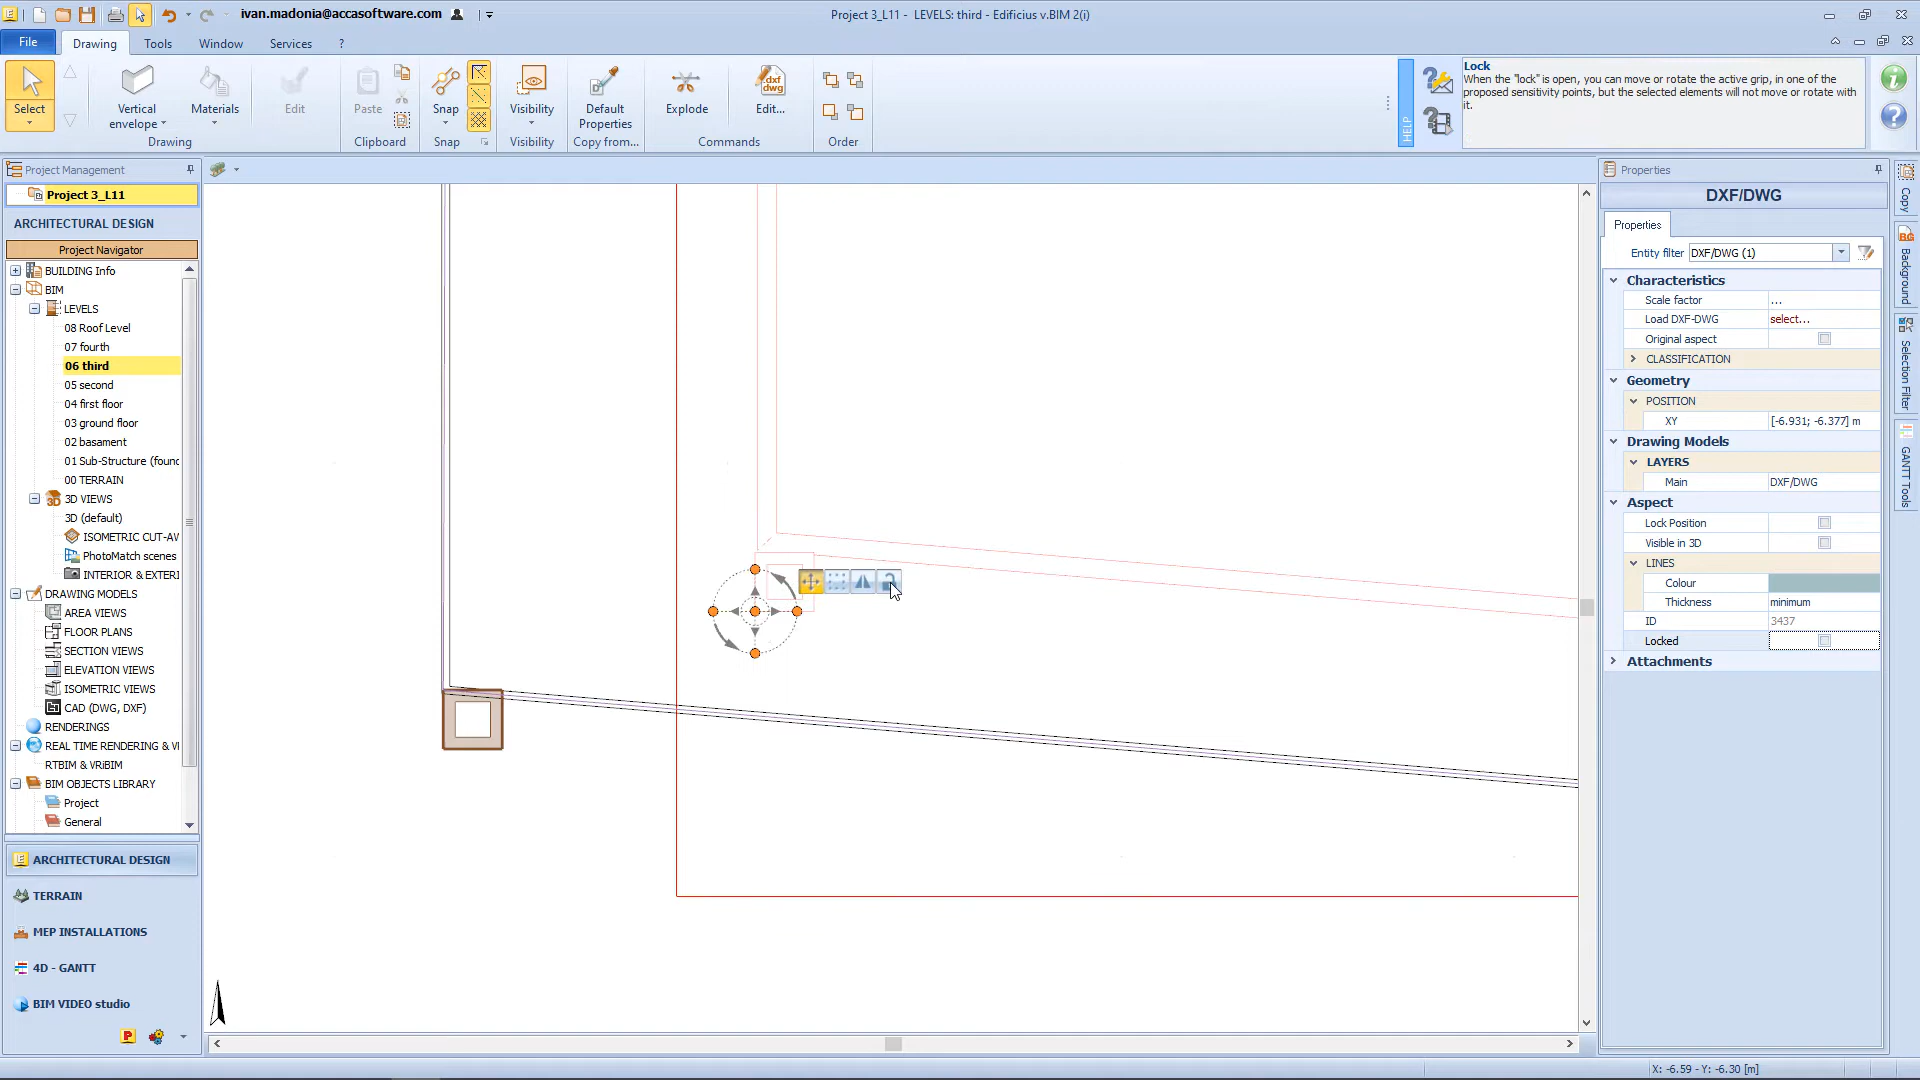 ivan.madonia@accasoftware.com
Project 3_L11 - LEVELS: third - Edificius v.BIM 2(i)
File
Drawing
Tools
Window
Services
?
Select
Vertical
envelope
Materials
Edit
Drawing
Paste
Clipboard
Snap
Snap
Visibility
Visibility
Default
Properties
Copy from...
Explode
dxf
dwg
Edit...
Commands
Order
HELP
Lock
When the "lock" is open, you can move or rotate the active grip, in one of the
proposed sensitivity points, but the selected elements will not move or rotate with
it.
Project Management
Project 3_L11
ARCHITECTURAL DESIGN
Project Navigator
BUILDING Info
BIM
LEVELS
08 Roof Level
07 fourth
06 third
05 second
04 first floor
03 ground floor
02 basament
01 Sub-Structure (found
00 TERRAIN
3D VIEWS
3D (default)
ISOMETRIC CUT-AW
PhotoMatch scenes
INTERIOR & EXTERI
DRAWING MODELS
AREA VIEWS
FLOOR PLANS
SECTION VIEWS
ELEVATION VIEWS
ISOMETRIC VIEWS
CAD (DWG, DXF)
RENDERINGS
REAL TIME RENDERING & VI
RTBIM & VRiBIM
BIM OBJECTS LIBRARY
Project
General
ARCHITECTURAL DESIGN
TERRAIN
MEP INSTALLATIONS
4D - GANTT
BIM VIDEO studio
Properties
DXF/DWG
Properties
Entity filter
DXF/DWG (1)
Characteristics
Scale factor ...
Load DXF-DWG select...
Original aspect
CLASSIFICATION
Geometry
POSITION
XY [-6.931; -6.377] m
Drawing Models
LAYERS
Main DXF/DWG
Aspect
Lock Position
Visible in 3D
LINES
Colour
Thickness minimum
ID 3437
Locked
Attachments
Copy
BG
Background
Selection Filter
GANTT Tools
X: -6.59 - Y: -6.30 [m]